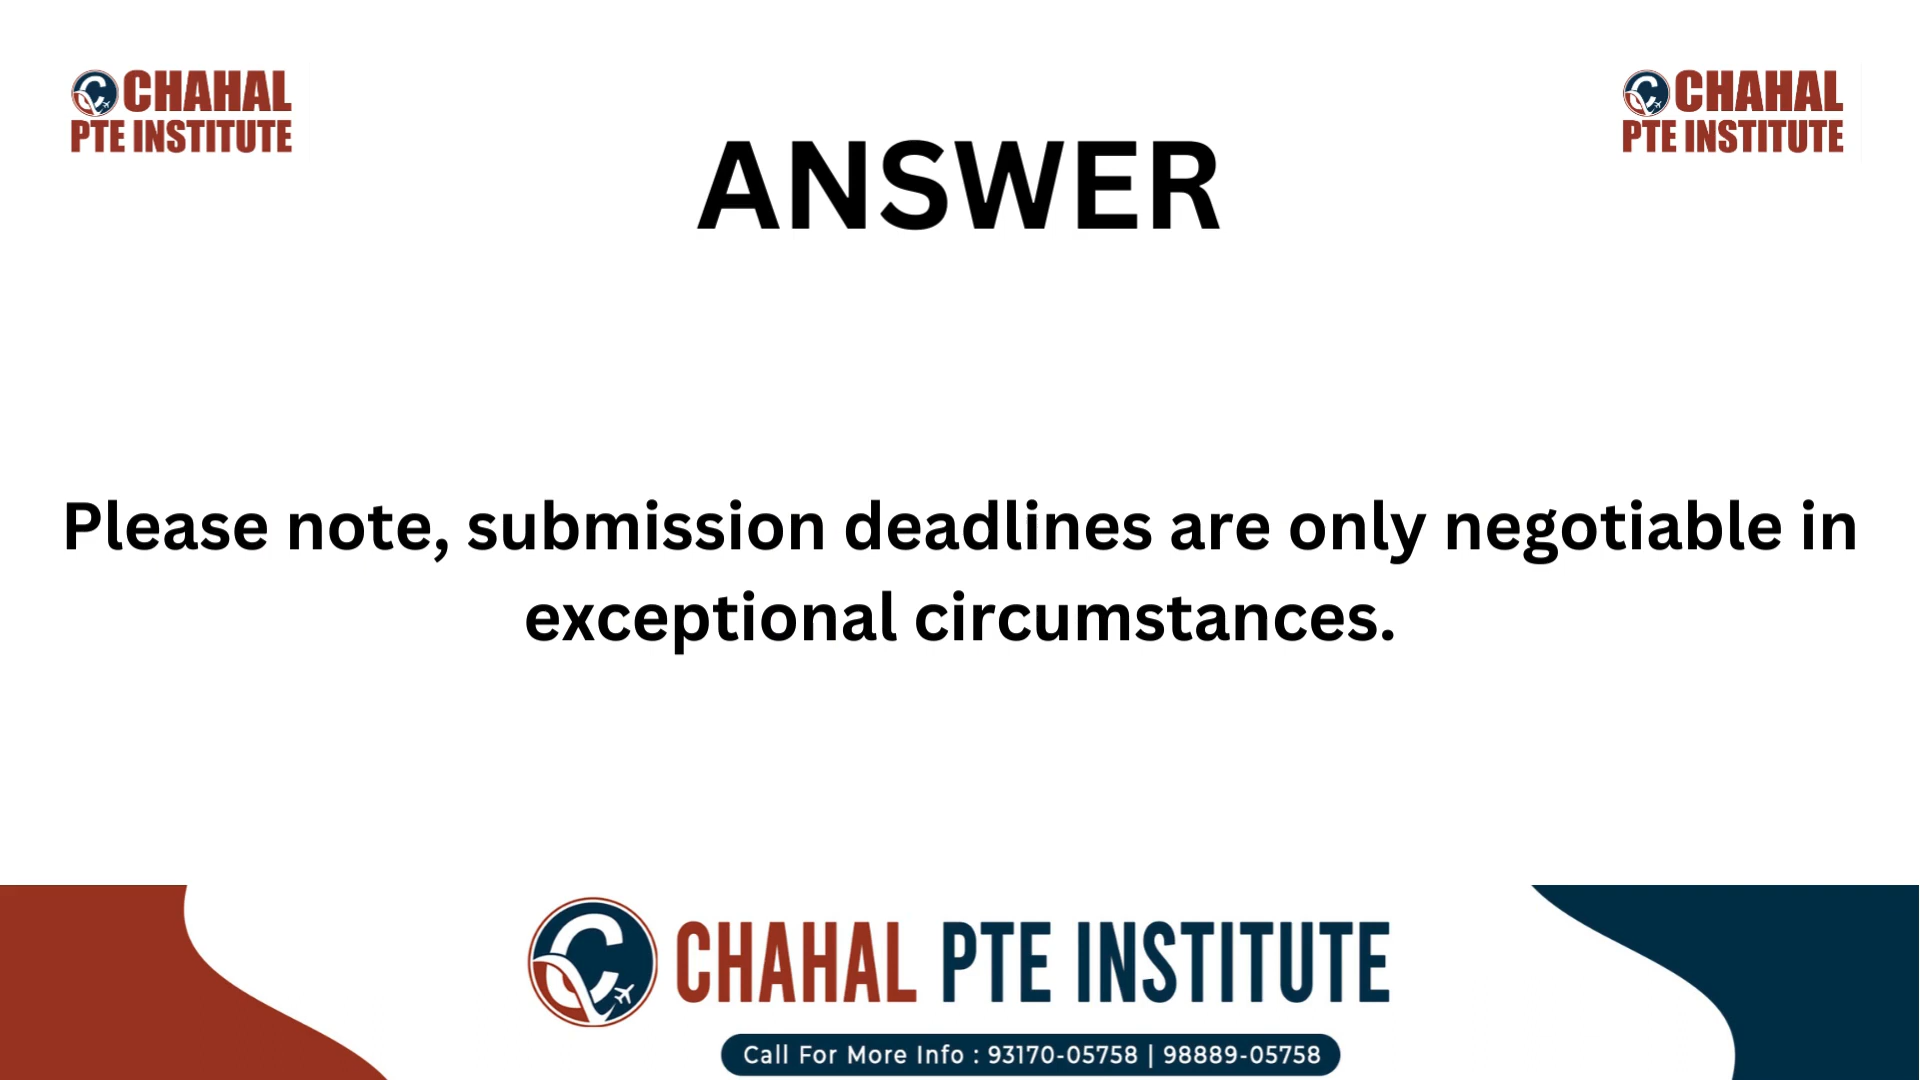 CHAHAL
PTE INSTITUTE
CHAHAL
PTE INSTITUTE
ANSWER
Please note, submission deadlines are only negotiable in
exceptional circumstances.
CHAHAL PTE INSTITUTE
Call For More Info : 93170-05758 | 98889-05758